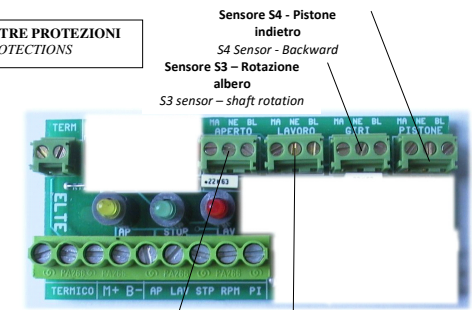 Sensore S4 - Pistone
indietro
S4 Sensor - Backward
TRE PROTEZIONI
OTECTIONS
Sensore S3 – Rotazione
albero
S3 sensor – shaft rotation
TERM
MA NE BL MA NE BL MA NE BL MA NE BL
APERTO LAVORO GIRI PISTONE
ELTE
AP STOP LAV
TERMICO M+ B- AP LAV STP RPM PI